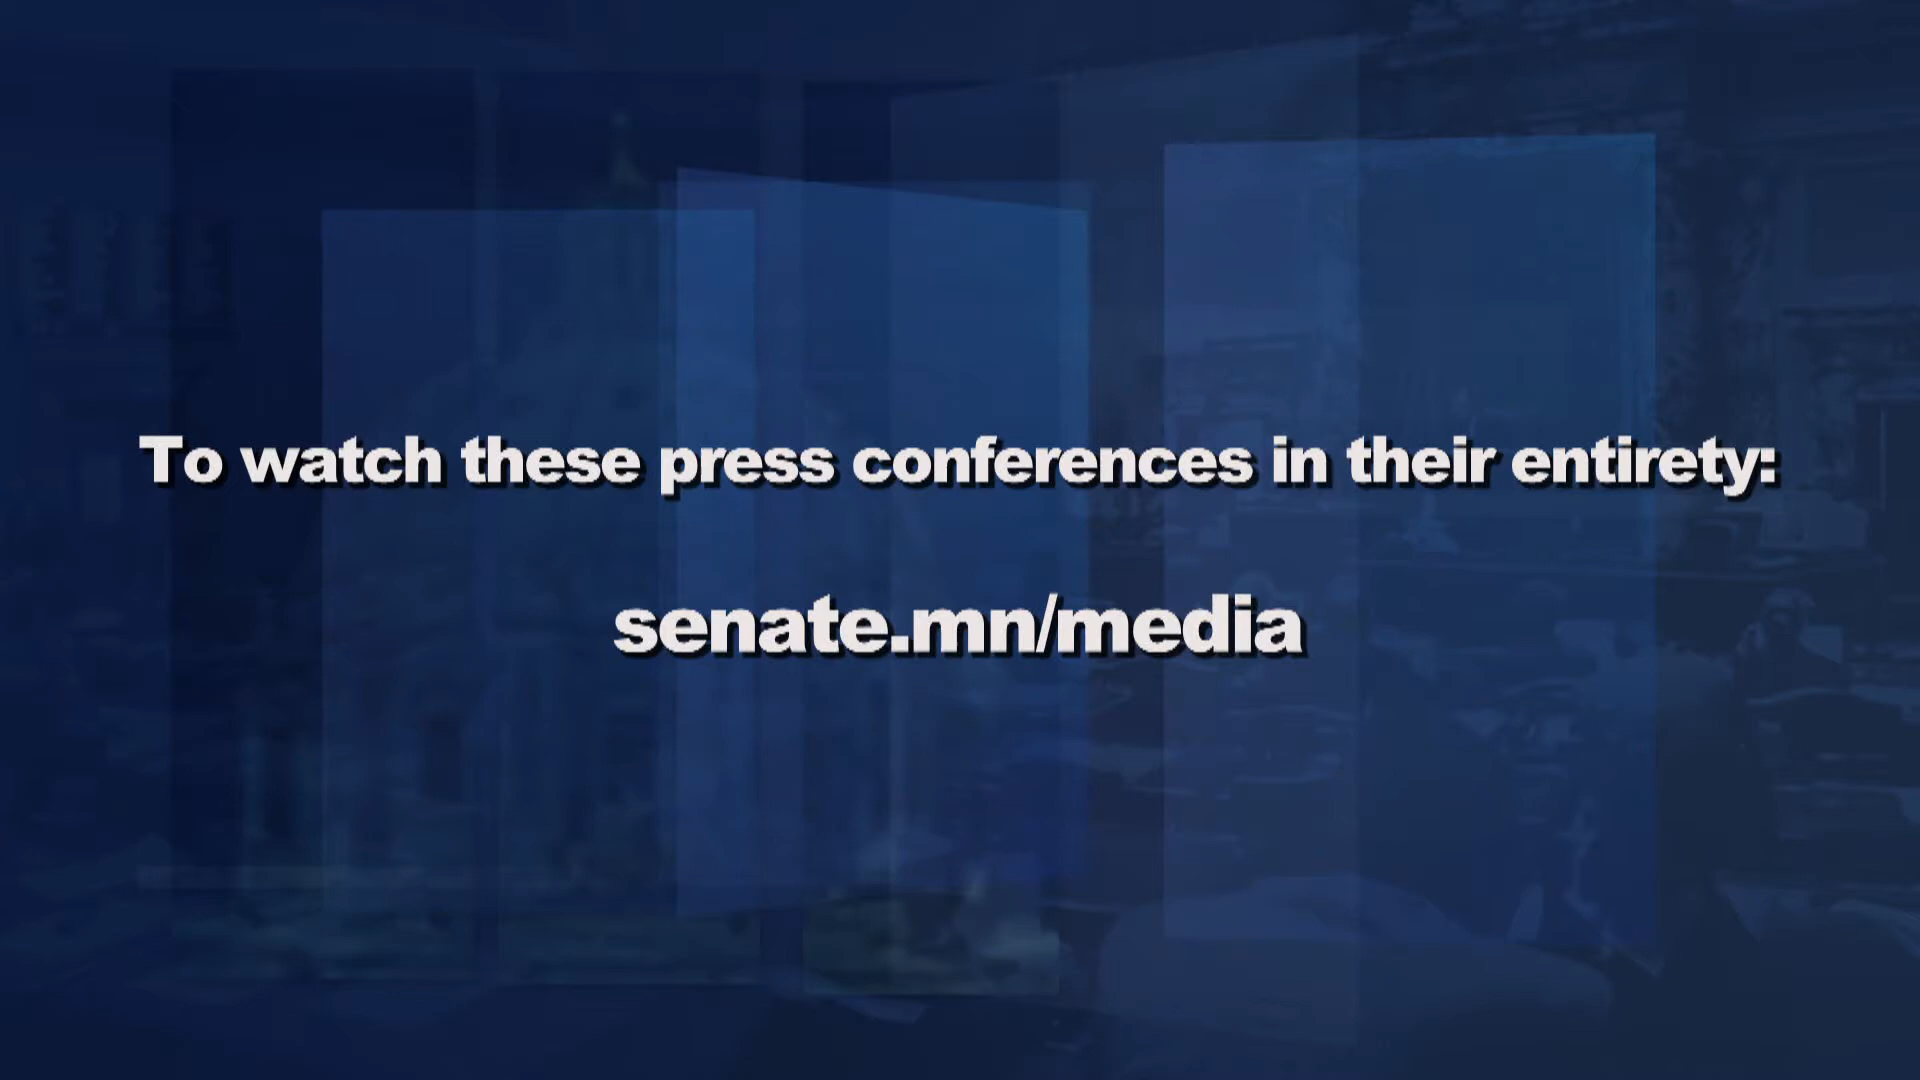 To watch these press conferences in their entirety:
senate.mn/media